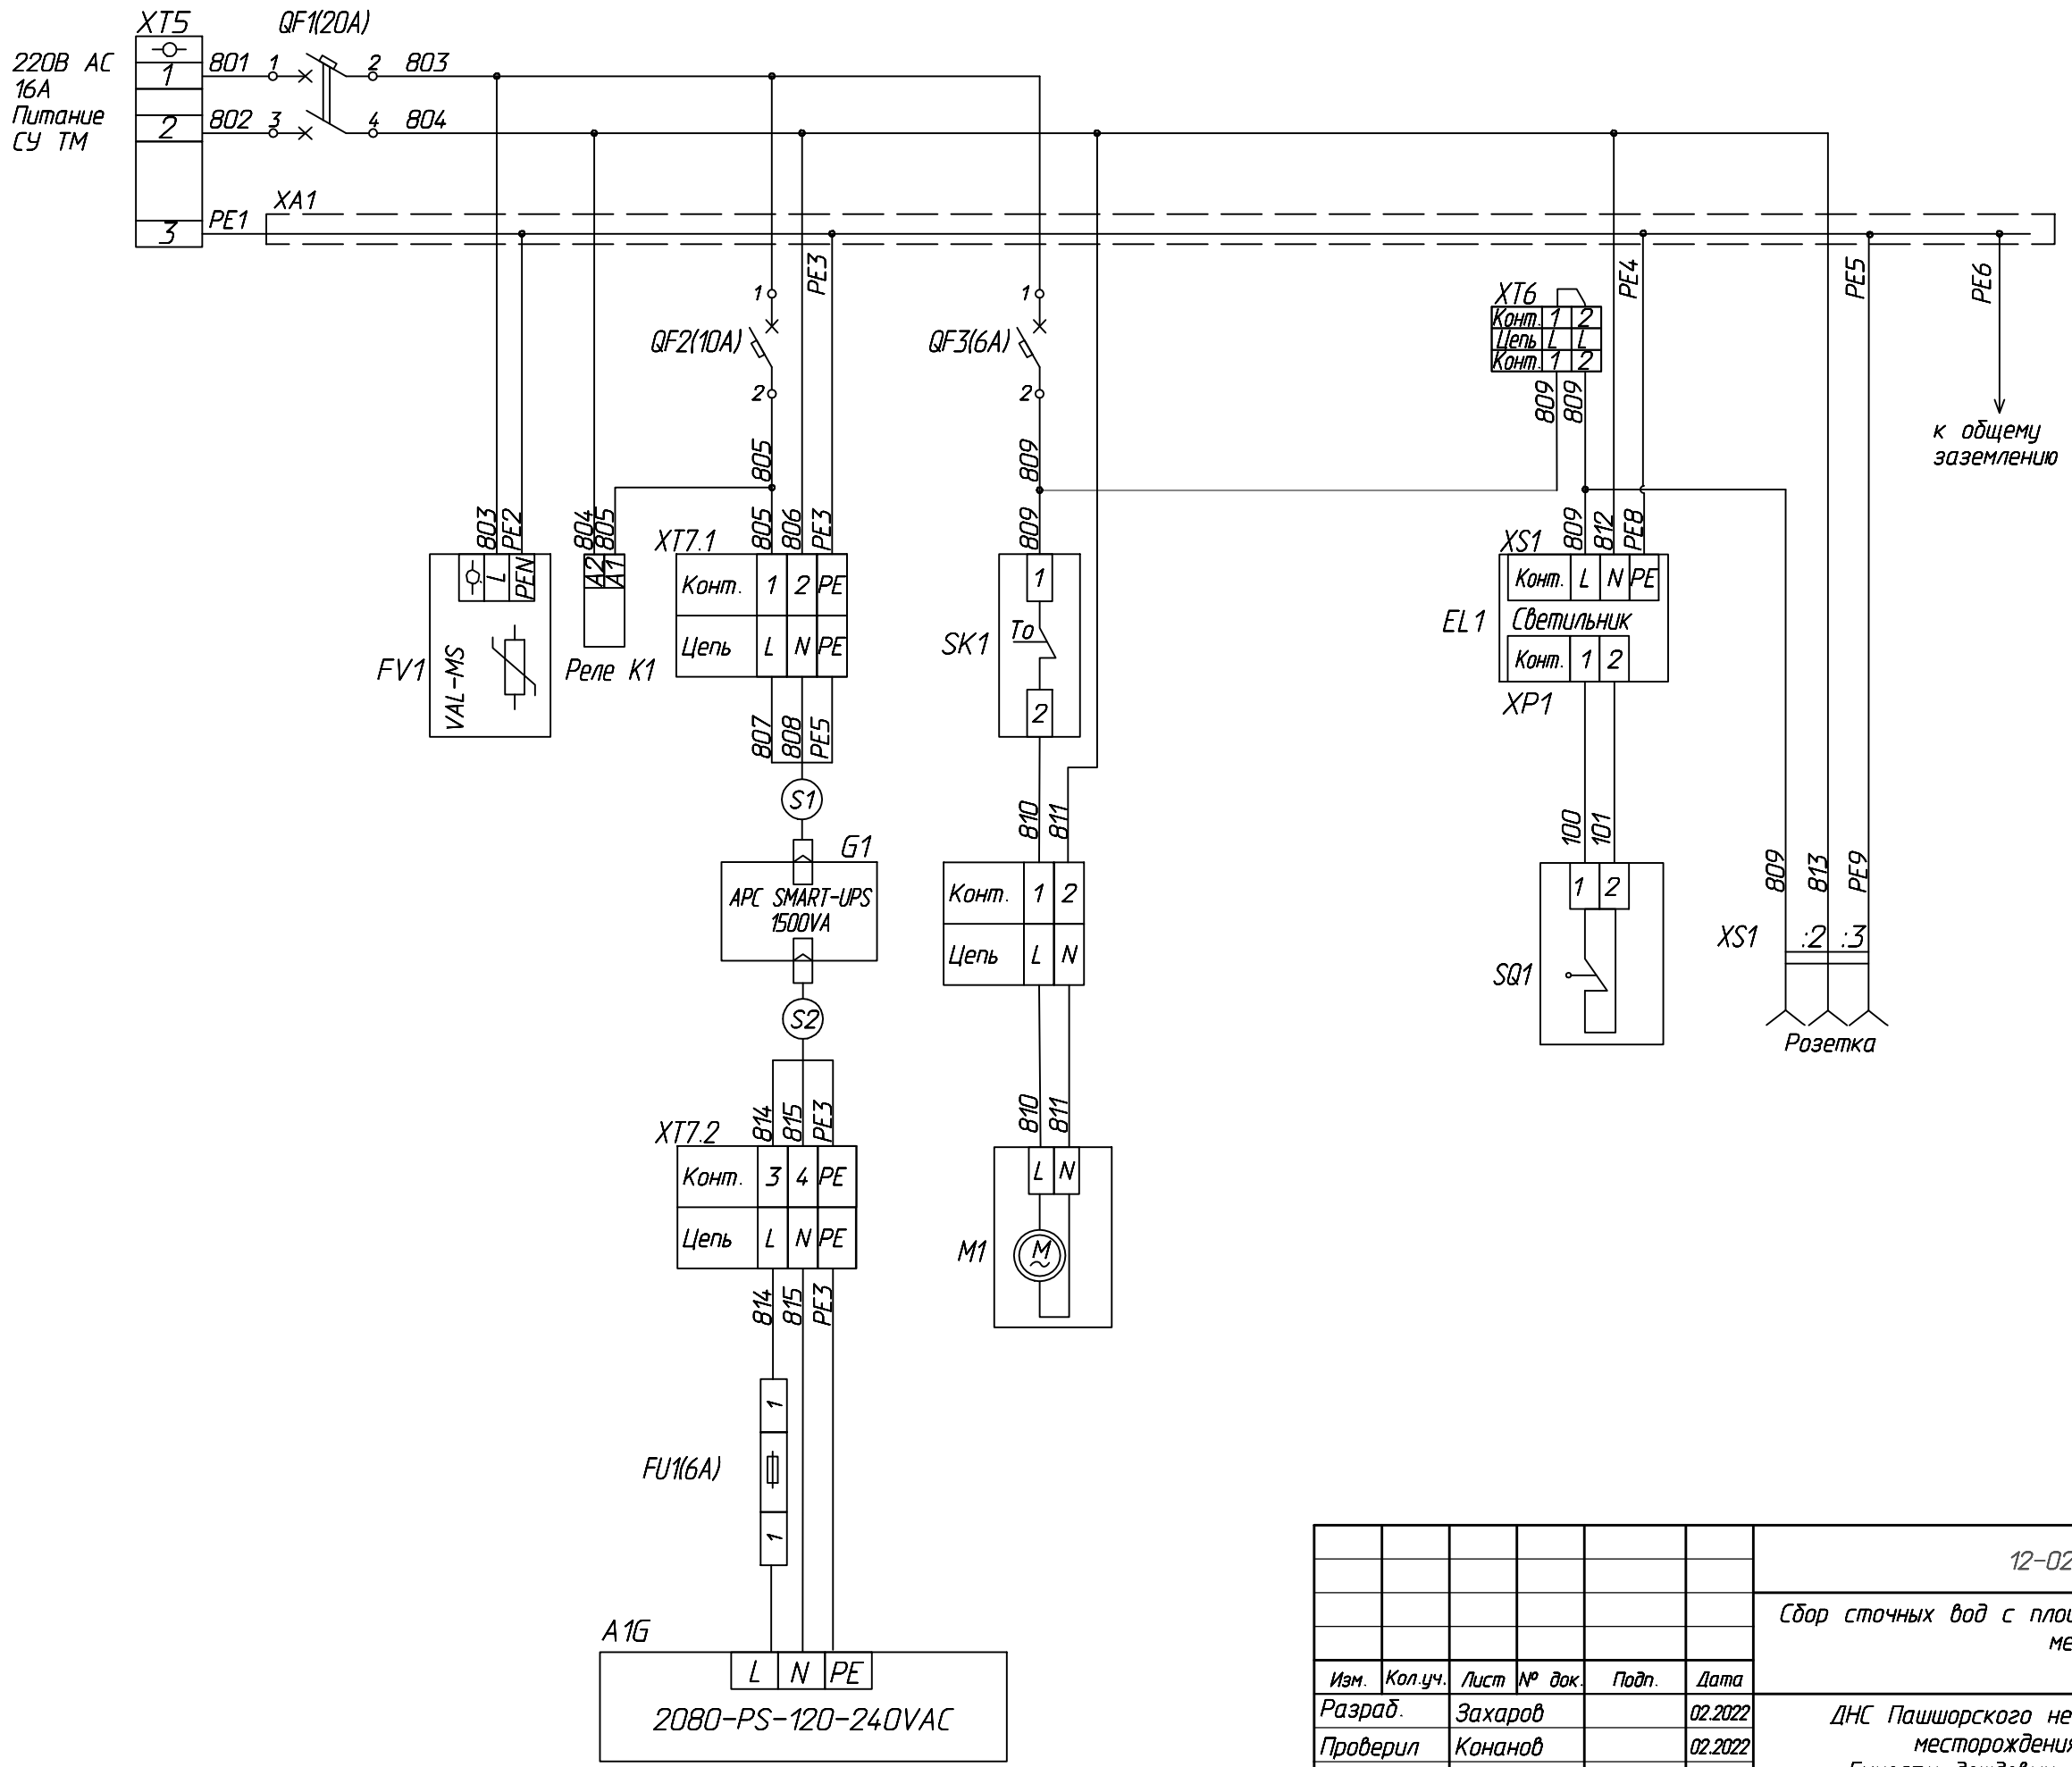 XT5
QF1(20A)
220В АС
16А
Питание
СУ ТМ
1
801
1
2
803
2
802
3
4
804
XA1
3
PE1
PE3
PE4
PE5
PE6
1
QF2(10A)
2
1
QF3(6A)
2
XT6
Конт. 1 2
Цепь L L
Конт. 1 2
809
809
к общему
заземлению
805
809
803
PE2
804
805
805
806
PE3
809
809
812
PE8
XT7.1
XS1
L
PEN
A2
A1
Конт. 1 2 PE
Цепь L N PE
1
SK1
To
2
Конт. L N PE
EL1
Светильник
Конт. 1 2
XP1
FV1
VAL-MS
Реле K1
807
808
PE5
S1
G1
APC SMART-UPS
1500VA
S2
810
811
Конт. 1 2
Цепь L N
100
101
1 2
SQ1
809
813
PE9
XS1
:2
:3
Розетка
814
815
PE3
XT7.2
Конт. 3 4 PE
Цепь L N PE
810
811
L N
M1
M
814
815
PE3
1
FU1(6A)
1
A1G
L N PE
2080-PS-120-240VAC
12-02
Сбор сточных вод с пло
ме
Изм. Кол.уч. Лист № док. Подп. Дата
Разраб. Захаров 02.2022
Проверил Конанов 02.2022
ДНС Пашшорского не
месторождения